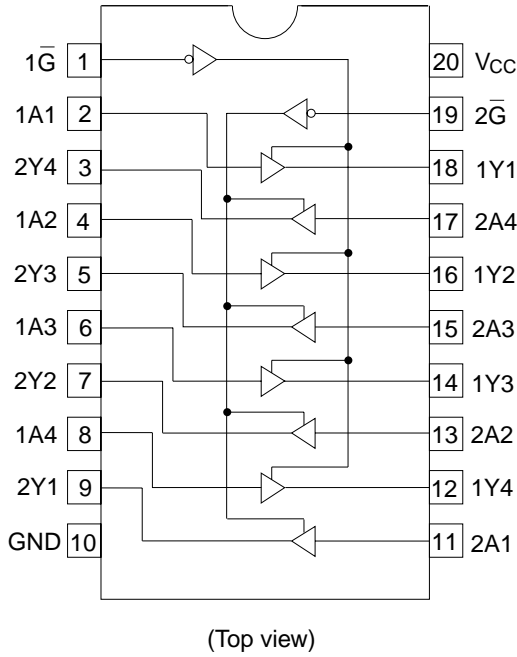 1G̅ 1 20 VCC
1A1 2 19 2G̅
2Y4 3 18 1Y1
1A2 4 17 2A4
2Y3 5 16 1Y2
1A3 6 15 2A3
2Y2 7 14 1Y3
1A4 8 13 2A2
2Y1 9 12 1Y4
GND 10 11 2A1
(Top view)